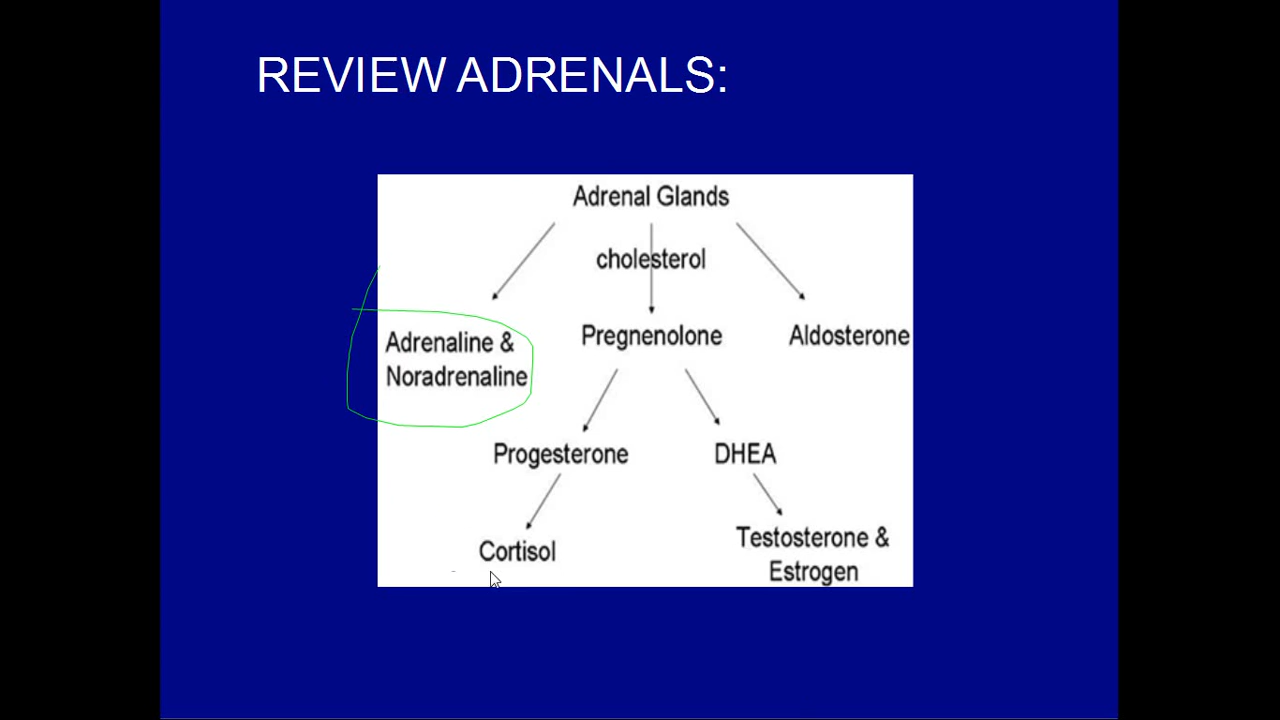 REVIEW ADRENALS:
Adrenal Glands
cholesterol
Adrenaline &
Noradrenaline
Pregnenolone
Aldosterone
Progesterone
DHEA
Cortisol
Testosterone &
Estrogen